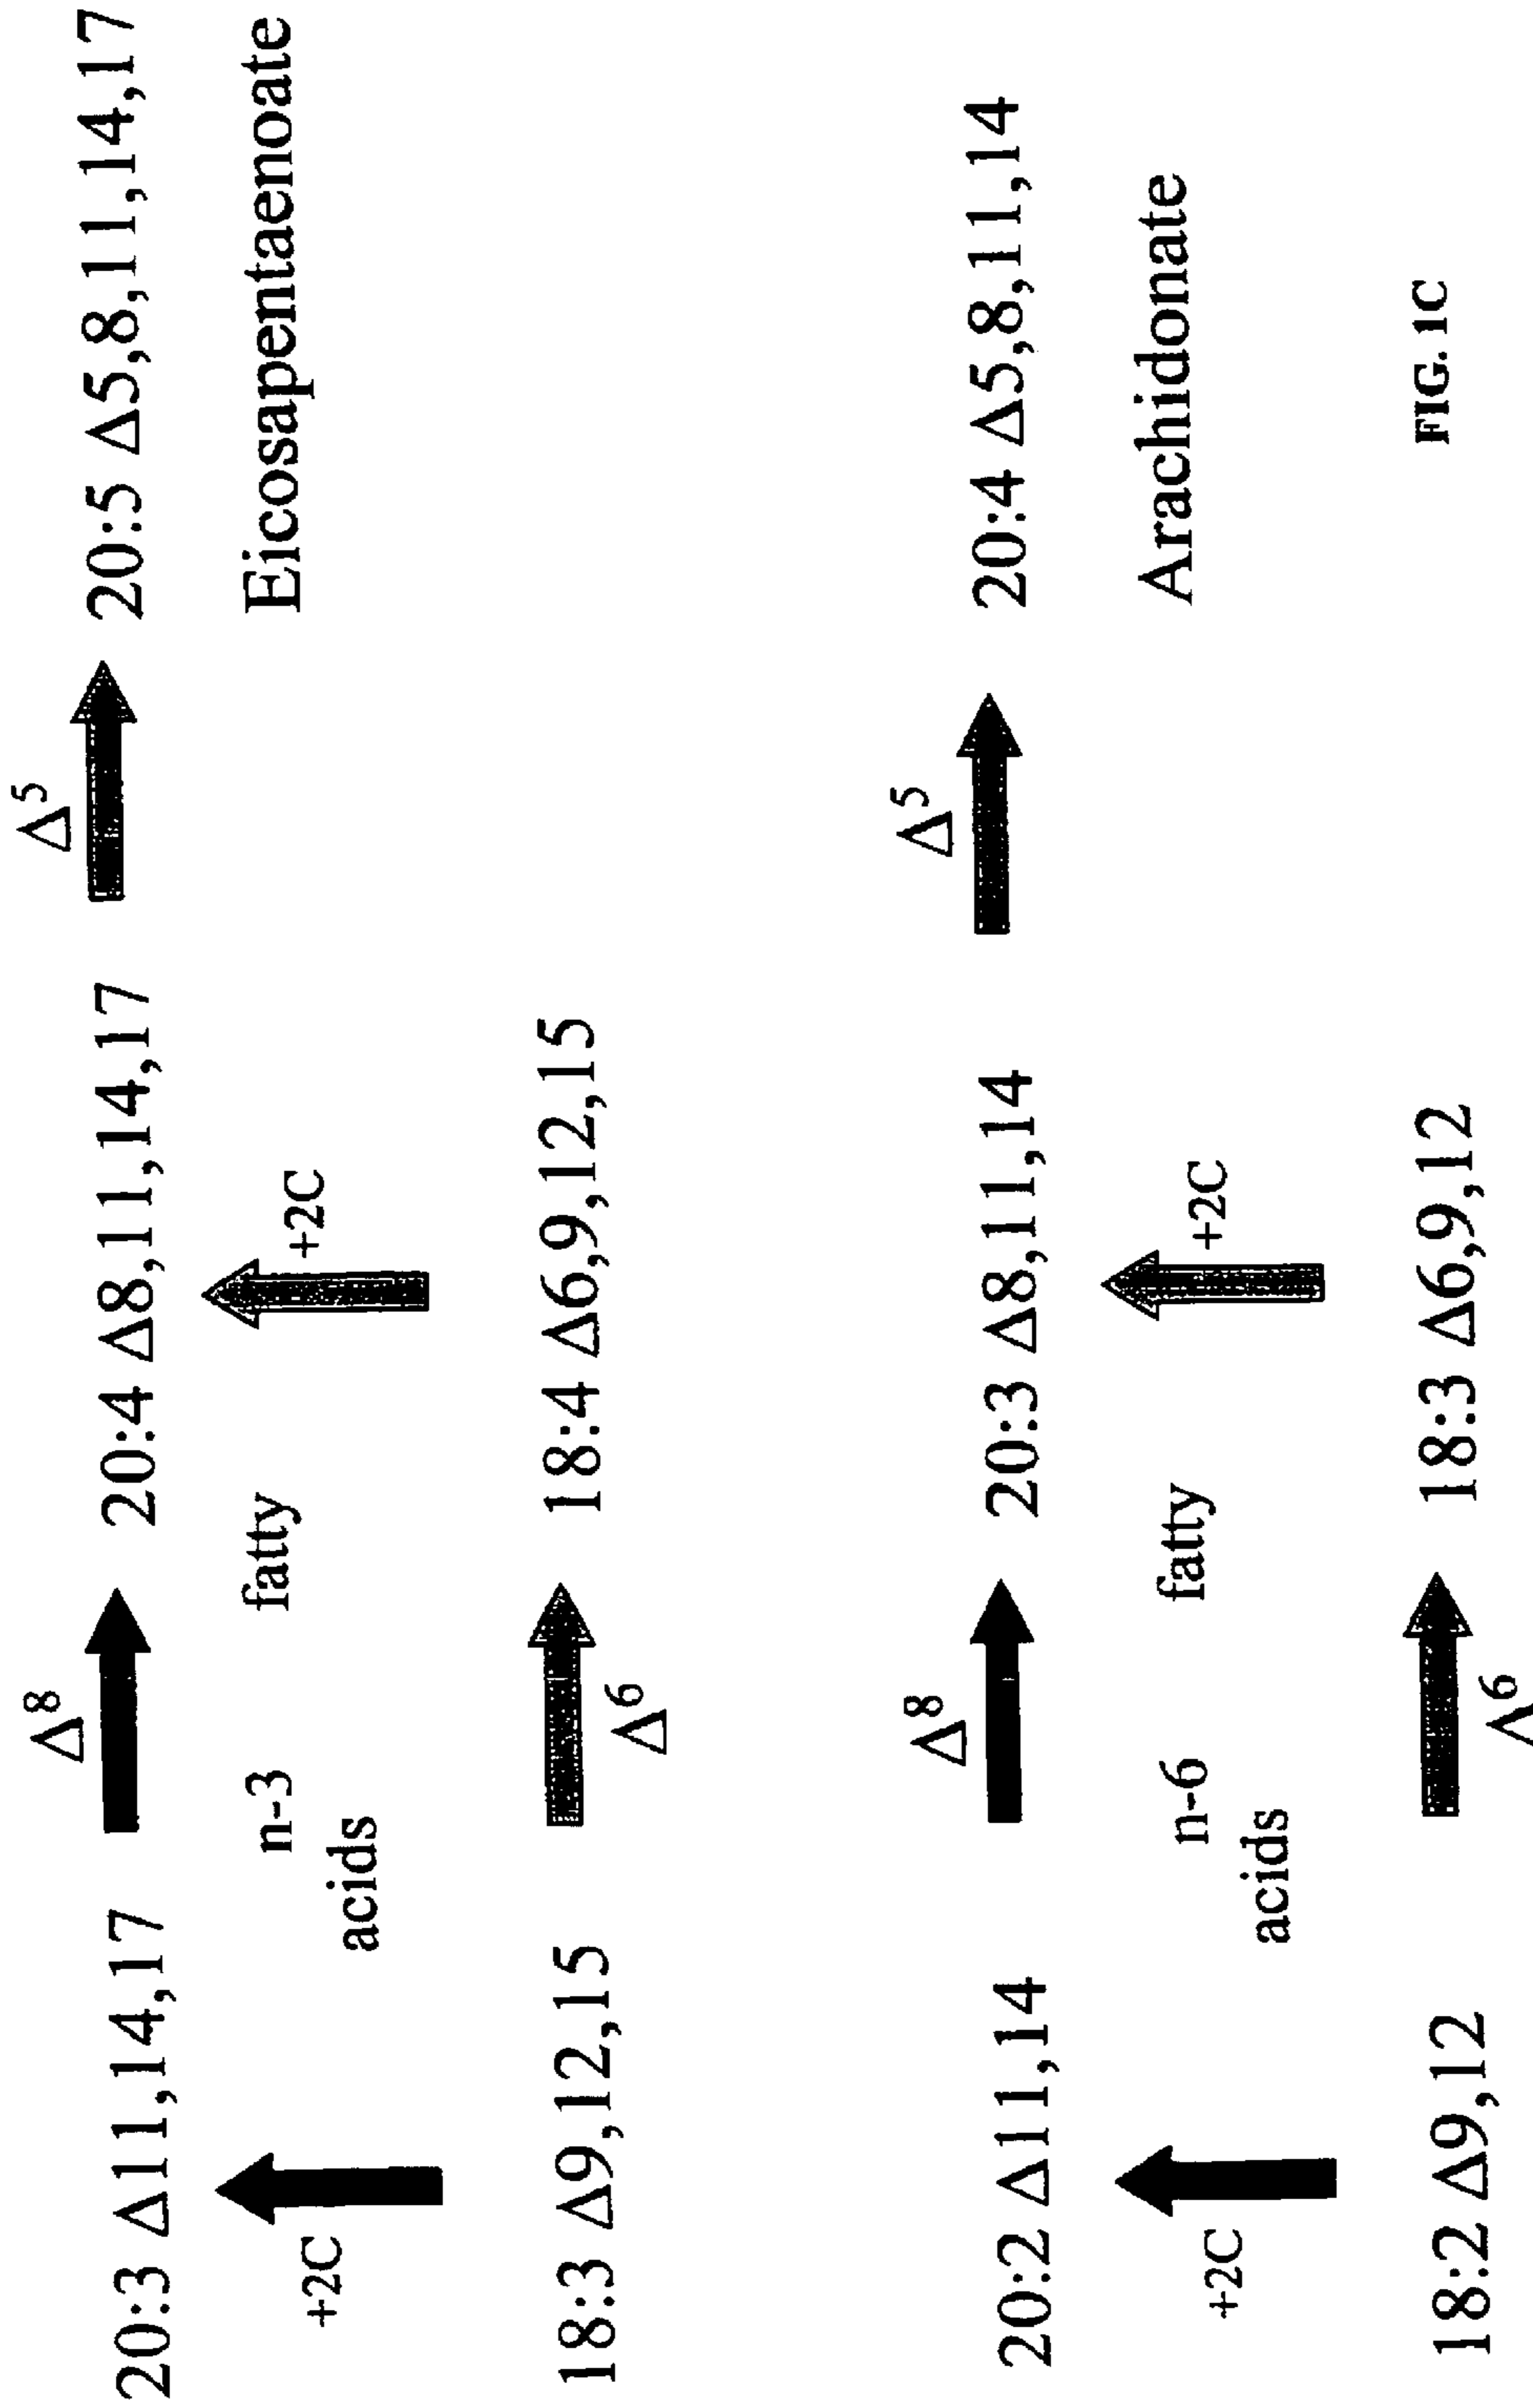 Δ8 Δ5
20:3 Δ11,14,17 20:4 Δ8,11,14,17 20:5 Δ5,8,11,14,17
+2C n-3 fatty +2C Eicosapentaenoate
acids
18:3 Δ9,12,15 18:4 Δ6,9,12,15
Δ6
Δ8 Δ5
20:2 Δ11,14 20:3 Δ8,11,14 20:4 Δ5,8,11,14
+2C n-6 fatty +2C Arachidonate
acids
18:2 Δ9,12 18:3 Δ6,9,12 FIG. 1C
Δ6